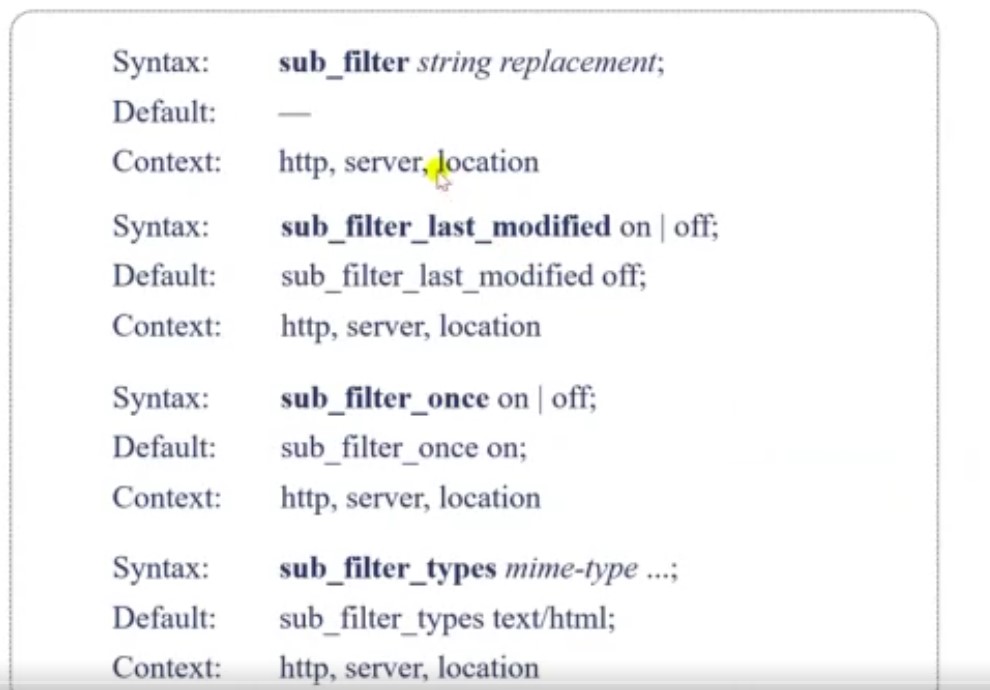 Syntax: sub_filter string replacement;
Default: —
Context: http, server, location
Syntax: sub_filter_last_modified on | off;
Default: sub_filter_last_modified off;
Context: http, server, location
Syntax: sub_filter_once on | off;
Default: sub_filter_once on;
Context: http, server, location
Syntax: sub_filter_types mime-type ...;
Default: sub_filter_types text/html;
Context: http, server, location